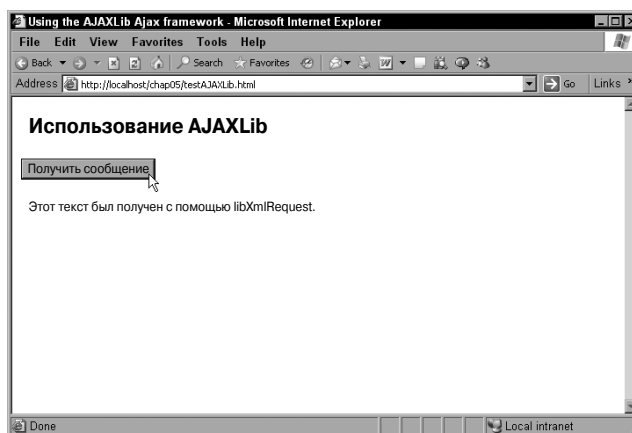 Using the AJAXLib Ajax framework - Microsoft Internet Explorer
File Edit View Favorites Tools Help
Back Search Favorites
Address http://localhost/chap05/testAJAXLib.html Go Links
Использование AJAXLib
Получить сообщение
Этот текст был получен с помощью libXmlRequest.
Done Local intranet